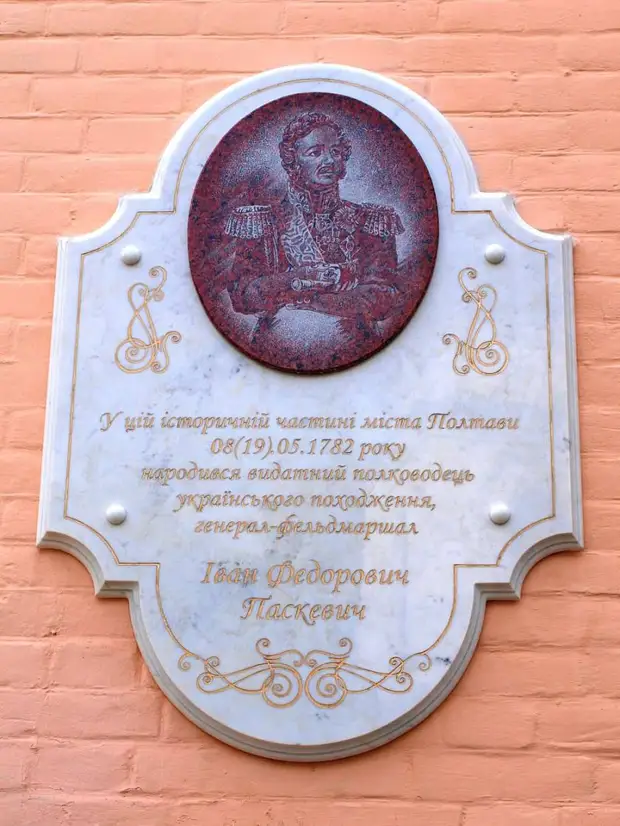 У цій історичній частині міста Полтави
08(19).05.1782 року
народився видатний полководець
українського походження,
генерал-фельдмаршал
Іван Федорович
Паскевич